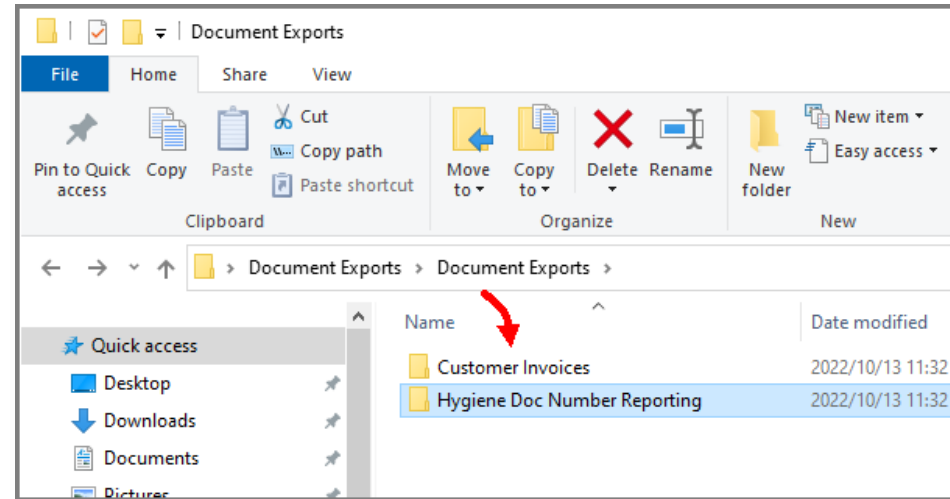 Document Exports
File Home Share View
Pin to Quick access
Copy
Paste
Cut
Copy path
Paste shortcut
Clipboard
Move to
Copy to
Delete
Rename
Organize
New folder
New item
Easy access
New
Document Exports > Document Exports >
Name Date modified
Quick access
Desktop
Downloads
Documents
Pictures
Customer Invoices 2022/10/13 11:32
Hygiene Doc Number Reporting 2022/10/13 11:32